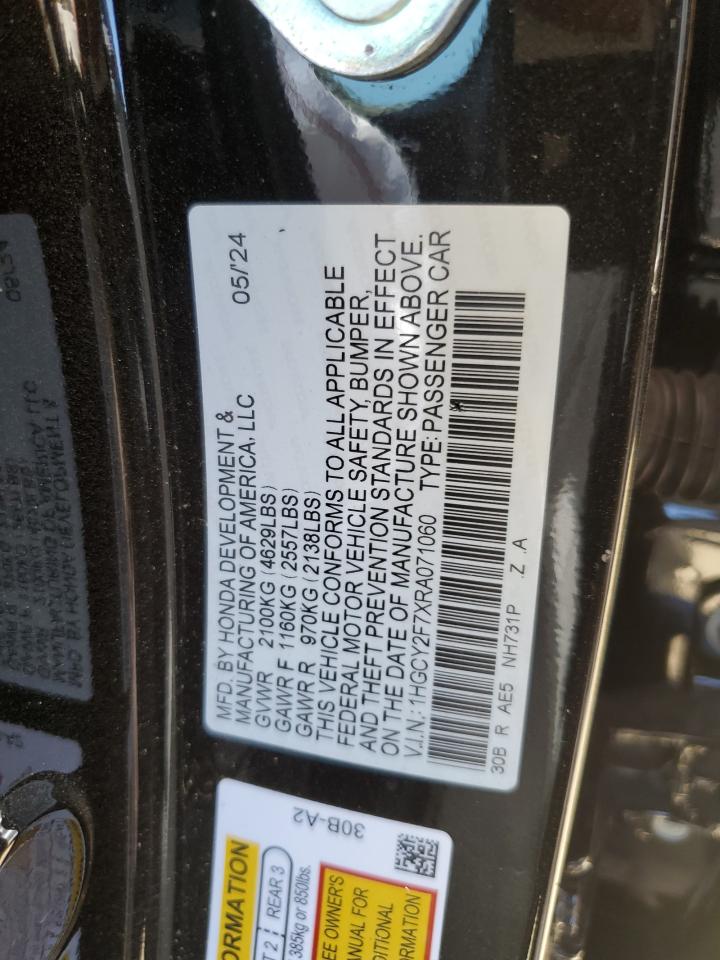 MFD. BY HONDA DEVELOPMENT &
MANUFACTURING OF AMERICA, LLC 05/'24
GVWR 2100KG (4629LBS)
GAWR F 1160KG (2557LBS)
GAWR R 970KG (2138LBS)
THIS VEHICLE CONFORMS TO ALL APPLICABLE
FEDERAL MOTOR VEHICLE SAFETY, BUMPER,
AND THEFT PREVENTION STANDARDS IN EFFECT
ON THE DATE OF MANUFACTURE SHOWN ABOVE.
V.I.N.: 1HGCY2F7XRA071060 TYPE: PASSENGER CAR
30B R AE5 NH731P .Z .A
30B-A2
ORMATION
T 2 REAR 3
385kg or 850lbs.
EE OWNER'S
ANUAL FOR
DITIONAL
ORMATION